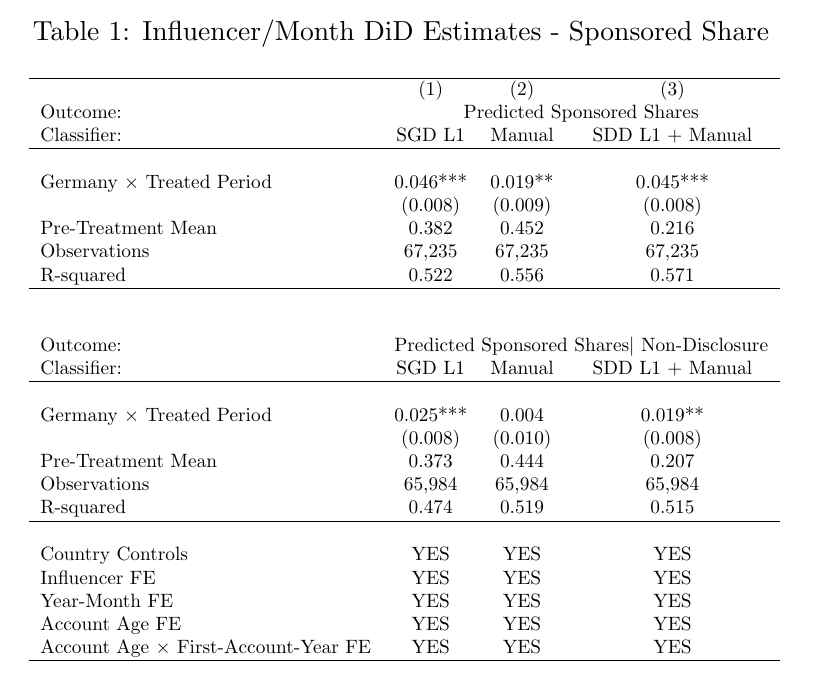 Table 1: Influencer/Month DiD Estimates - Sponsored Share
(1) (2) (3)
Outcome: Predicted Sponsored Shares
Classifier: SGD L1 Manual SDD L1 + Manual
Germany × Treated Period 0.046*** 0.019** 0.045***
(0.008) (0.009) (0.008)
Pre-Treatment Mean 0.382 0.452 0.216
Observations 67,235 67,235 67,235
R-squared 0.522 0.556 0.571
Outcome: Predicted Sponsored Shares| Non-Disclosure
Classifier: SGD L1 Manual SDD L1 + Manual
Germany × Treated Period 0.025*** 0.004 0.019**
(0.008) (0.010) (0.008)
Pre-Treatment Mean 0.373 0.444 0.207
Observations 65,984 65,984 65,984
R-squared 0.474 0.519 0.515
Country Controls YES YES YES
Influencer FE YES YES YES
Year-Month FE YES YES YES
Account Age FE YES YES YES
Account Age × First-Account-Year FE YES YES YES